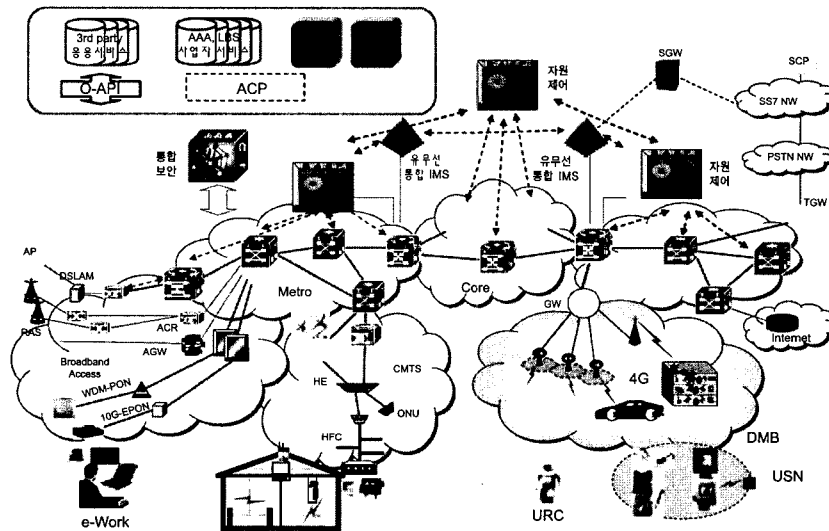 3rd party
응용서비스
AAA, LBS
사업자서비스
O-API
ACP
자원
제어
SGW
SCP
SS7 NW
통합
보안
유무선
통합 IMS
유무선
통합 IMS
자원
제어
PSTN NW
TGW
AP
DSLAM
Metro
Core
GW
RAS
ACR
Internet
Broadband
Access
AGW
CMTS
WDM-PON
HE
4G
10G-EPON
ONU
HFC
DMB
USN
URC
e-Work